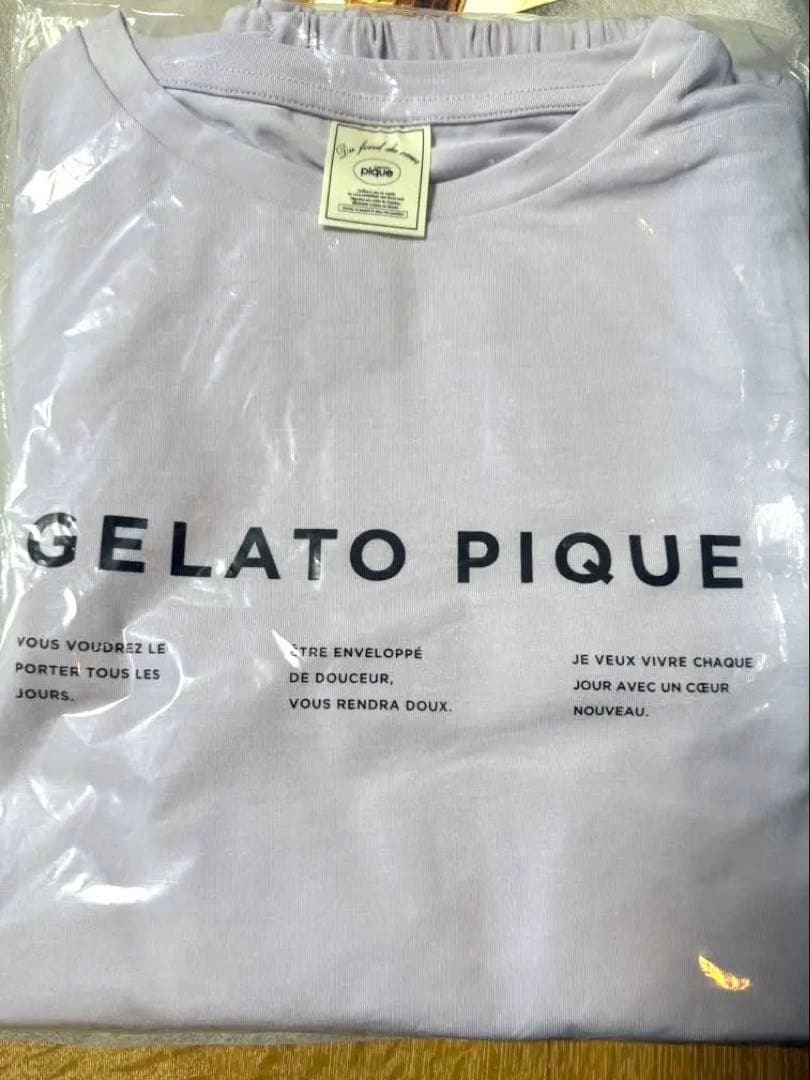 pique
GELATO PIQUE
VOUS VOUDREZ LE
PORTER TOUS LES
JOURS.
ÊTRE ENVELOPPÉ
DE DOUCEUR,
VOUS RENDRA DOUX.
JE VEUX VIVRE CHAQUE
JOUR AVEC UN CŒUR
NOUVEAU.